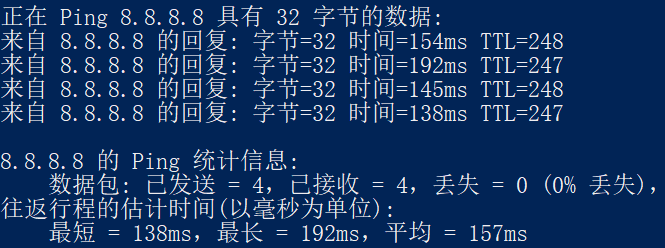 正在 Ping 8.8.8.8 具有 32 字节的数据:
来自 8.8.8.8 的回复: 字节=32 时间=154ms TTL=248
来自 8.8.8.8 的回复: 字节=32 时间=192ms TTL=247
来自 8.8.8.8 的回复: 字节=32 时间=145ms TTL=248
来自 8.8.8.8 的回复: 字节=32 时间=138ms TTL=247
8.8.8.8 的 Ping 统计信息:
数据包: 已发送 = 4，已接收 = 4，丢失 = 0 (0% 丢失)，
往返行程的估计时间(以毫秒为单位):
最短 = 138ms，最长 = 192ms，平均 = 157ms